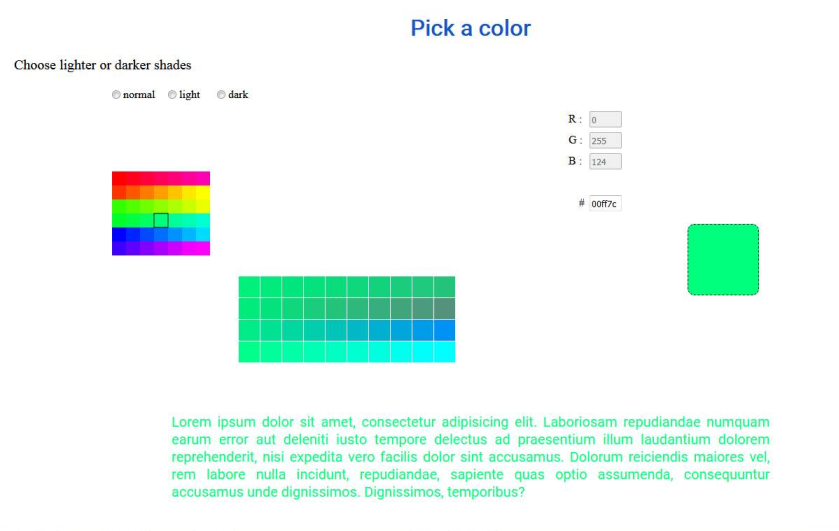 Pick a color
Choose lighter or darker shades
normal light dark
R : 0
G : 255
B : 124
# 00ff7c
Lorem ipsum dolor sit amet, consectetur adipisicing elit. Laboriosam repudiandae numquam
earum error aut deleniti iusto tempore delectus ad praesentium illum laudantium dolorem
reprehenderit, nisi expedita vero facilis dolor sint accusamus. Dolorum reiciendis maiores vel,
rem labore nulla incidunt, repudiandae, sapiente quas optio assumenda, consequuntur
accusamus unde dignissimos. Dignissimos, temporibus?